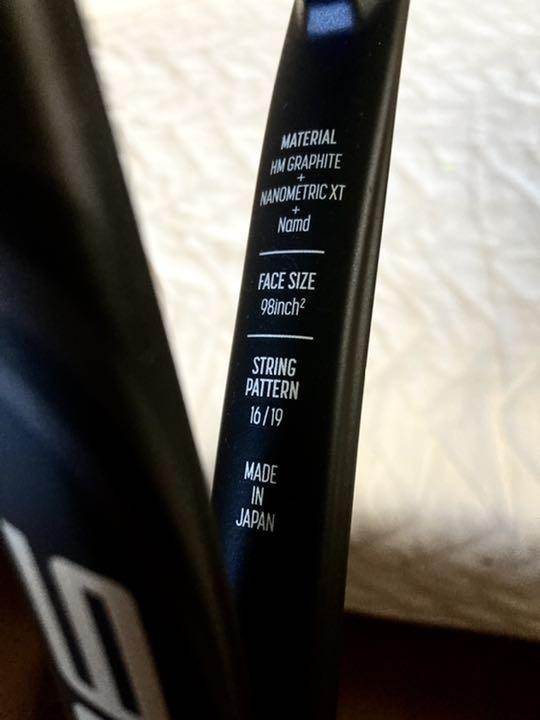 MATERIAL
HM GRAPHITE
+
NANOMETRIC XT
+
Namd
FACE SIZE
98inch²
STRING
PATTERN
16/19
MADE
IN
JAPAN